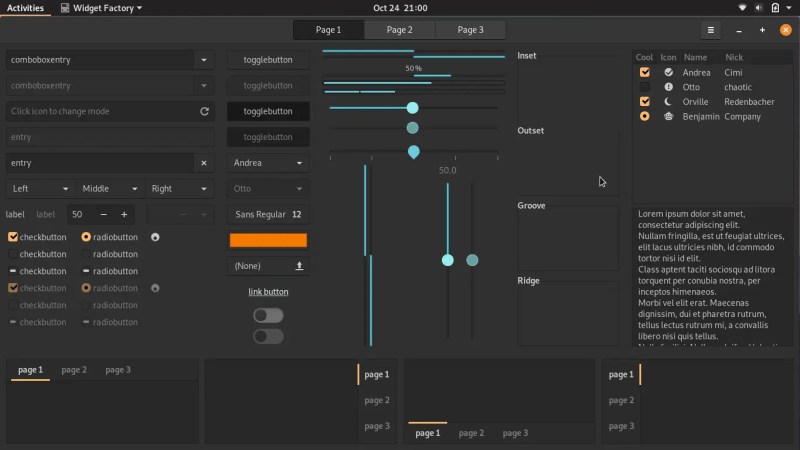 Activities Widget Factory Oct 24 21:00
Page 1 Page 2 Page 3
comboboxentry
comboboxentry
Click icon to change mode
entry
entry
Left Middle Right
label label 50
checkbutton radiobutton
checkbutton radiobutton
checkbutton radiobutton
checkbutton radiobutton
checkbutton radiobutton
checkbutton radiobutton
togglebutton
togglebutton
togglebutton
togglebutton
Andrea
Otto
Sans Regular 12
(None)
link button
50 %
50.0
Inset
Outset
Groove
Ridge
Cool Icon Name Nick
Andrea Cimi
Otto chaotic
Orville Redenbacher
Benjamin Company
Lorem ipsum dolor sit amet,
consectetur adipiscing elit.
Nullam fringilla, est ut feugiat ultrices,
elit lacus ultricies nibh, id commodo
tortor nisi id elit.
Class aptent taciti sociosqu ad litora
torquent per conubia nostra, per
inceptos himenaeos.
Morbi vel elit erat. Maecenas
dignissim, dui et pharetra rutrum,
tellus lectus rutrum mi, a convallis
libero nisi quis tellus.
page 1 page 2 page 3
page 1
page 2
page 3
page 1 page 2 page 3
page 1
page 2
page 3